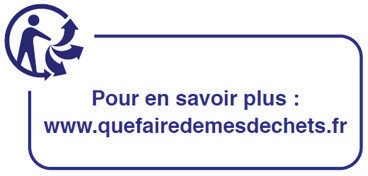 Pour en savoir plus :
www.quefairedemesdechets.fr